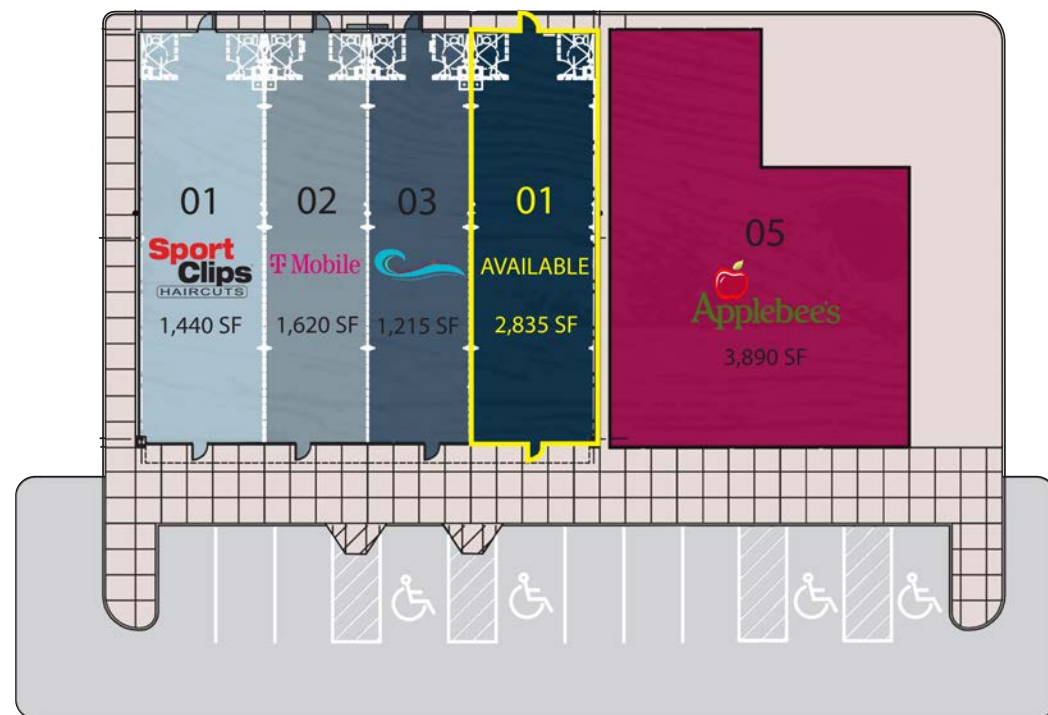 01
Sport
Clips
HAIRCUTS
1,440 SF
02
T Mobile
1,620 SF
03
1,215 SF
01
AVAILABLE
2,835 SF
05
Applebee's
3,890 SF